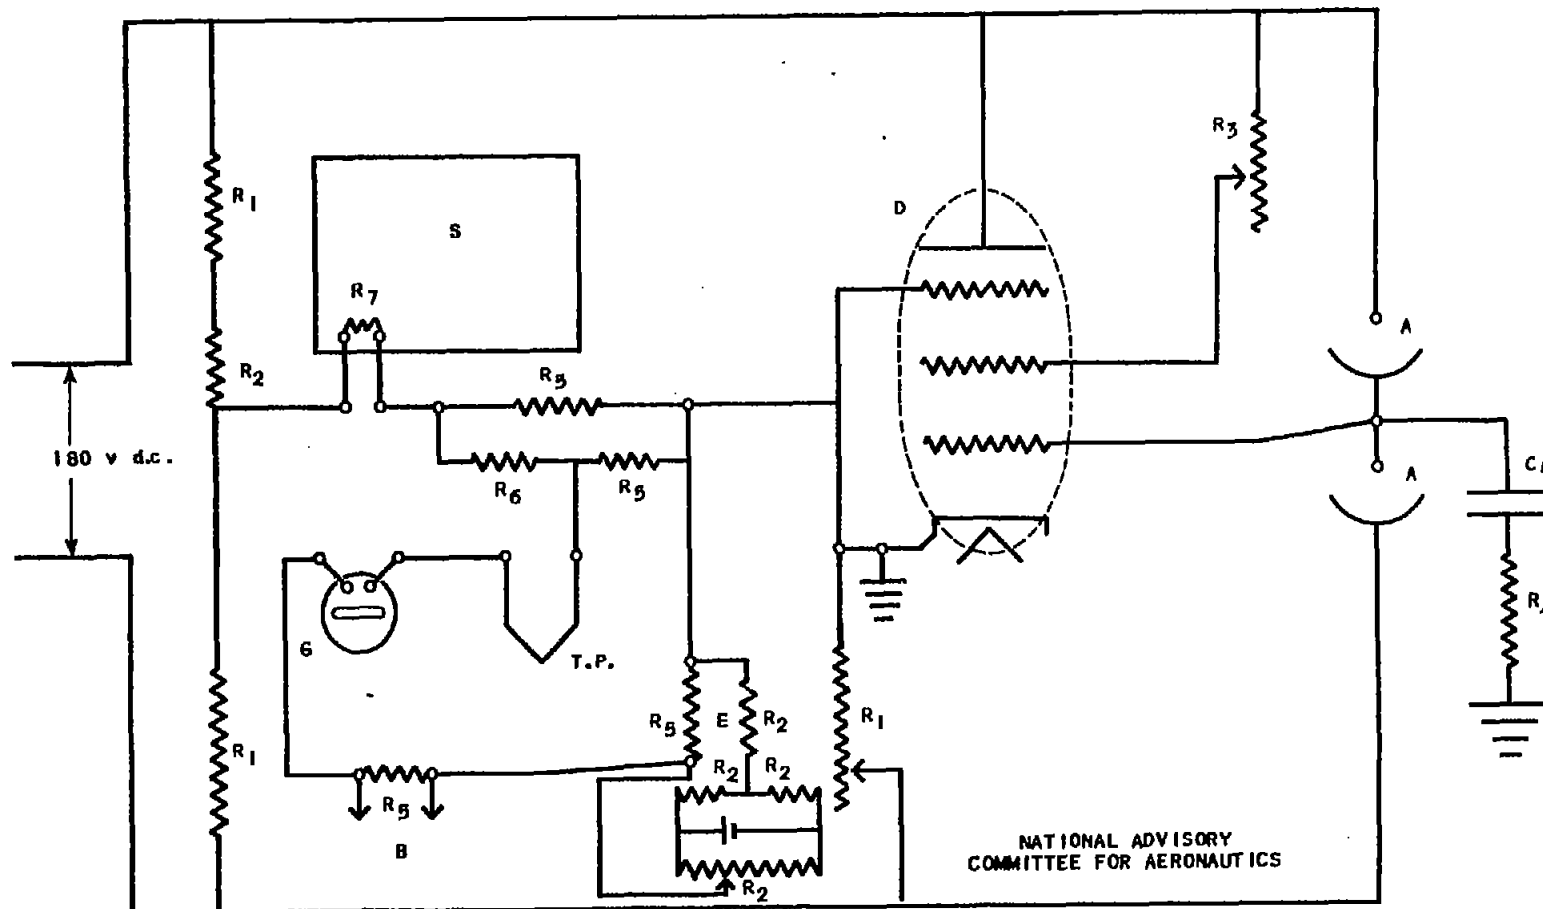 R1
R3
S
D
R7
R2
R5
A
180 v d.c.
R6
R5
A
G
T.P.
R5
E
R2
R1
R1
R2
R2
R5
B
R2
NATIONAL ADVISORY
COMMITTEE FOR AERONAUTICS